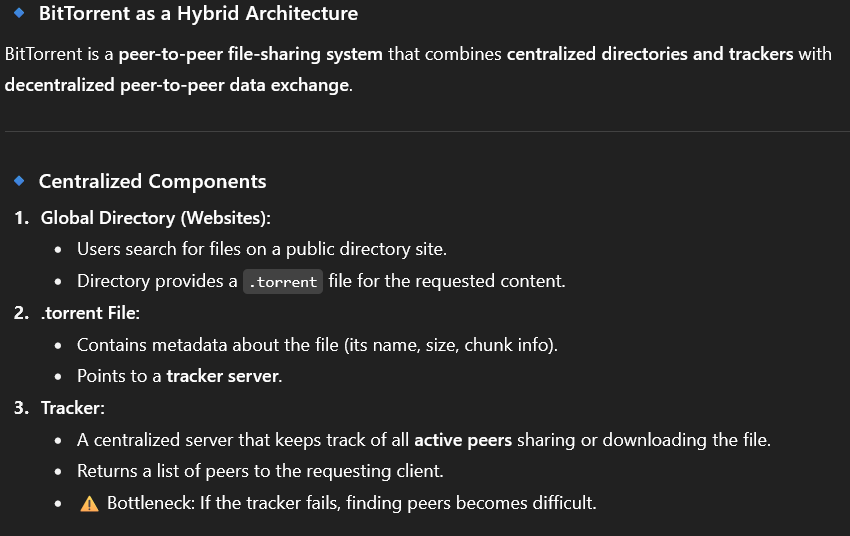 BitTorrent as a Hybrid Architecture
BitTorrent is a peer-to-peer file-sharing system that combines centralized directories and trackers with
decentralized peer-to-peer data exchange.
Centralized Components
1. Global Directory (Websites):
• Users search for files on a public directory site.
• Directory provides a .torrent file for the requested content.
2. .torrent File:
• Contains metadata about the file (its name, size, chunk info).
• Points to a tracker server.
3. Tracker:
• A centralized server that keeps track of all active peers sharing or downloading the file.
• Returns a list of peers to the requesting client.
• ⚠️ Bottleneck: If the tracker fails, finding peers becomes difficult.